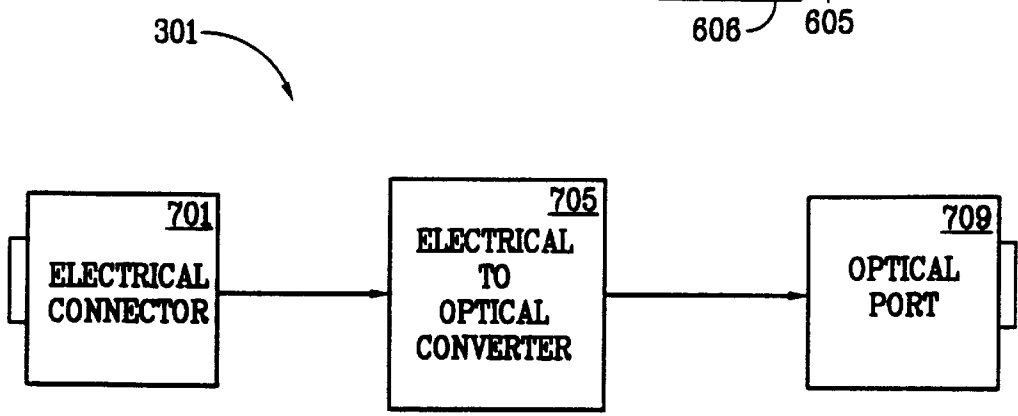 606 605
301
701
ELECTRICAL
CONNECTOR
705
ELECTRICAL
TO
OPTICAL
CONVERTER
709
OPTICAL
PORT